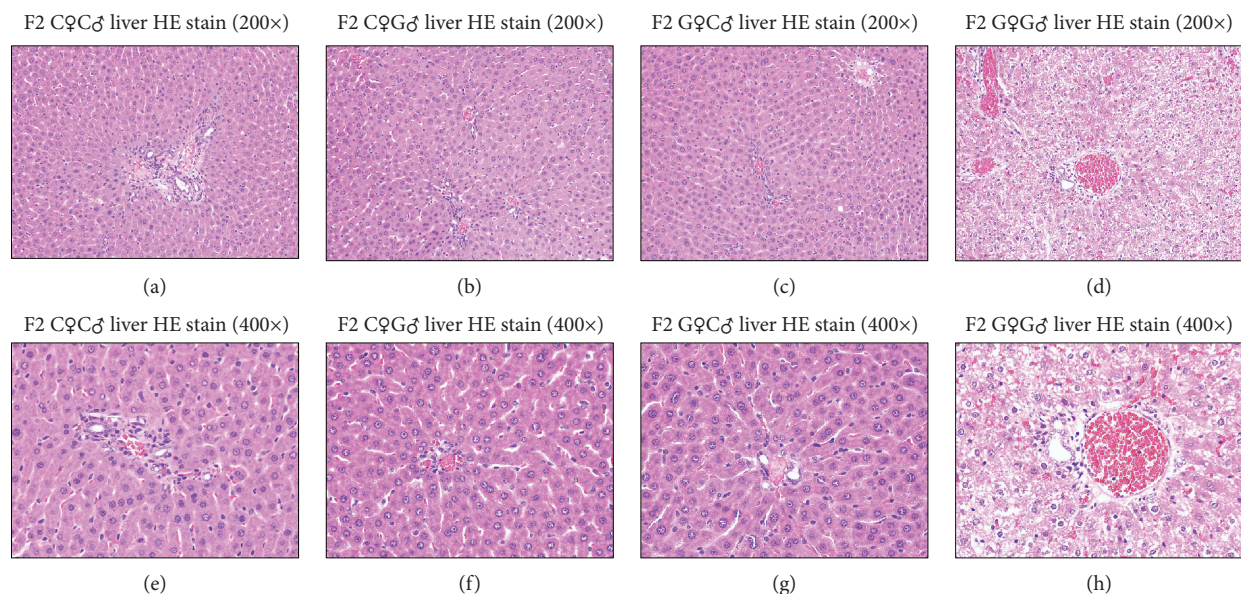 F2 C♀C♂ liver HE stain (200×)
F2 C♀G♂ liver HE stain (200×)
F2 G♀C♂ liver HE stain (200×)
F2 G♀G♂ liver HE stain (200×)
(a)
(b)
(c)
(d)
F2 C♀C♂ liver HE stain (400×)
F2 C♀G♂ liver HE stain (400×)
F2 G♀C♂ liver HE stain (400×)
F2 G♀G♂ liver HE stain (400×)
(e)
(f)
(g)
(h)